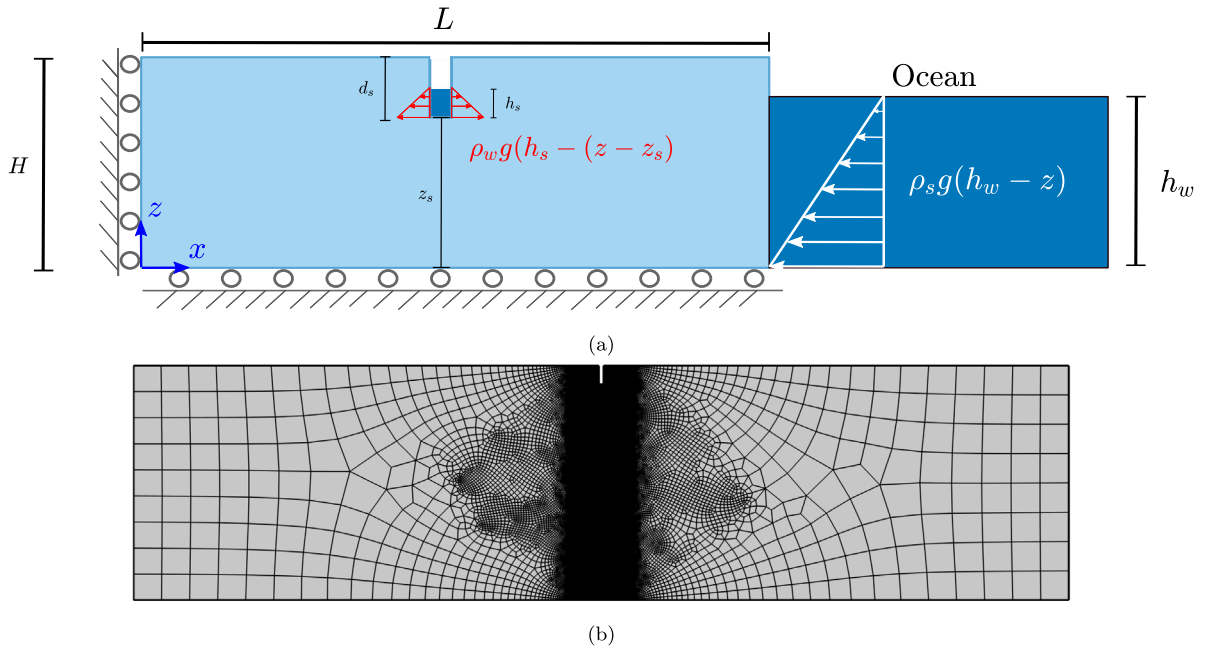 L
Ocean
d_s
h_s
H
ρ_w g(h_s − (z − z_s)
ρ_s g(h_w − z)
h_w
z_s
z
x
(a)
(b)